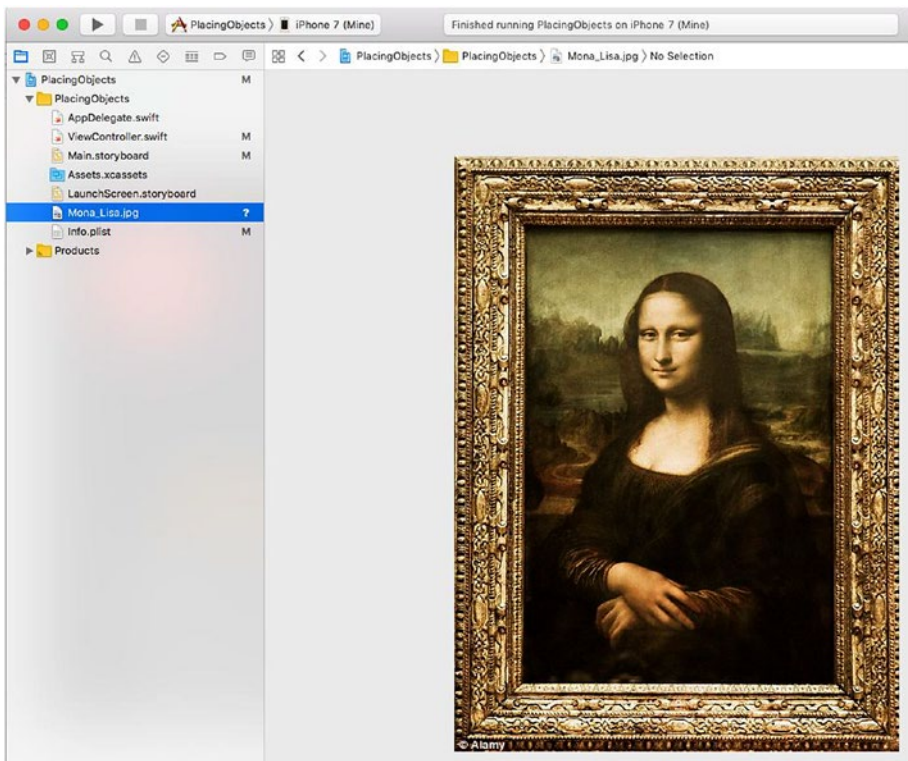 PlacingObjects 〉 iPhone 7 (Mine)
Finished running PlacingObjects on iPhone 7 (Mine)
PlacingObjects 〉 PlacingObjects 〉 Mona_Lisa.jpg 〉 No Selection
PlacingObjects M
PlacingObjects
AppDelegate.swift
ViewController.swift M
Main.storyboard M
Assets.xcassets
LaunchScreen.storyboard
Mona_Lisa.jpg ?
Info.plist M
Products
© Alamy